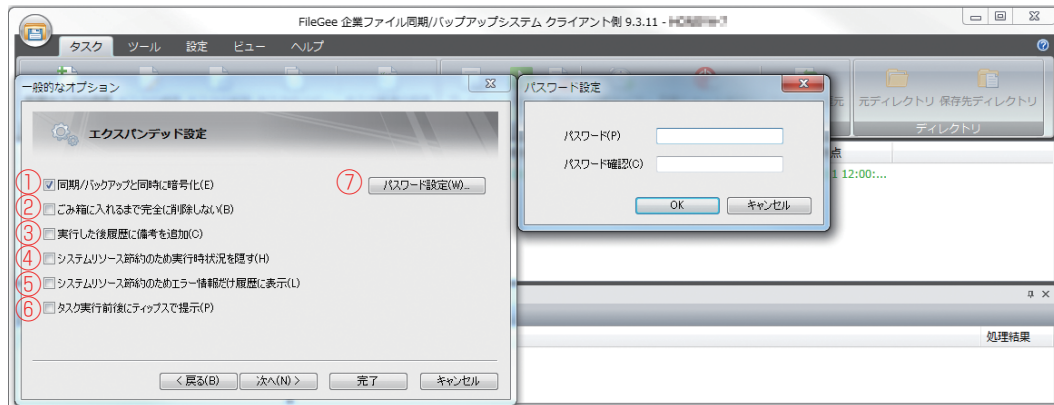 FileGee 企業ファイル同期/バップアップシステム クライアント側 9.3.11 -
タスク ツール 設定 ビュー ヘルプ
一般的なオプション
エクスパンデッド設定
① 同期/バックアップと同時に暗号化(E)
⑦ パスワード設定(W)...
② ごみ箱に入れるまで完全に削除しない(B)
③ 実行した後履歴に備考を追加(C)
④ システムリソース節約のため実行時状況を隠す(H)
⑤ システムリソース節約のためエラー情報だけ履歴に表示(L)
⑥ タスク実行前後にティップスで提示(P)
< 戻る(B) 次へ(N) > 完了 キャンセル
パスワード設定
パスワード(P)
パスワード確認(C)
OK キャンセル
元 元ディレクトリ 保存先ディレクトリ
ディレクトリ
点
1 12:00:...
処理結果